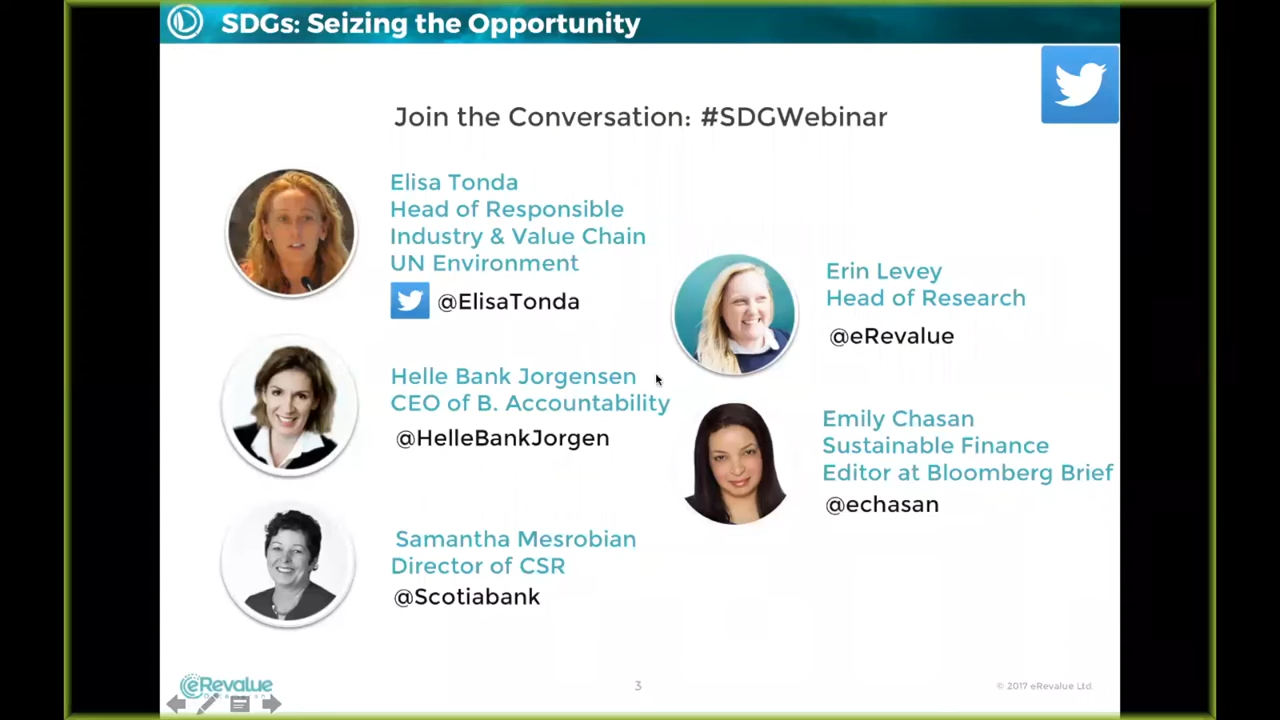 SDGs: Seizing the Opportunity
Join the Conversation: #SDGWebinar
Elisa Tonda
Head of Responsible
Industry & Value Chain
UN Environment
@ElisaTonda
Helle Bank Jorgensen
CEO of B. Accountability
@HelleBankJorgen
Samantha Mesrobian
Director of CSR
@Scotiabank
Erin Levey
Head of Research
@eRevalue
Emily Chasan
Sustainable Finance
Editor at Bloomberg Brief
@echasan
eRevalue
3
© 2017 eRevalue Ltd.